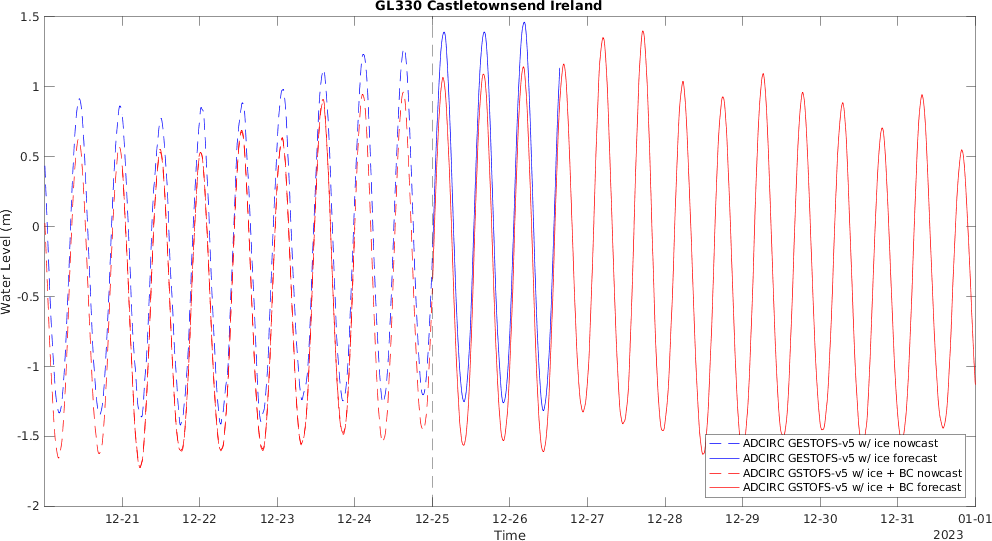 GL330 Castletownsend Ireland
1.5
1
0.5
0
-0.5
-1
-1.5
-2
Water Level (m)
ADCIRC GESTOFS-v5 w/ ice nowcast
ADCIRC GESTOFS-v5 w/ ice forecast
ADCIRC GSTOFS-v5 w/ ice + BC nowcast
ADCIRC GSTOFS-v5 w/ ice + BC forecast
12-21 12-22 12-23 12-24 12-25 12-26 12-27 12-28 12-29 12-30 12-31 01-01
Time 2023